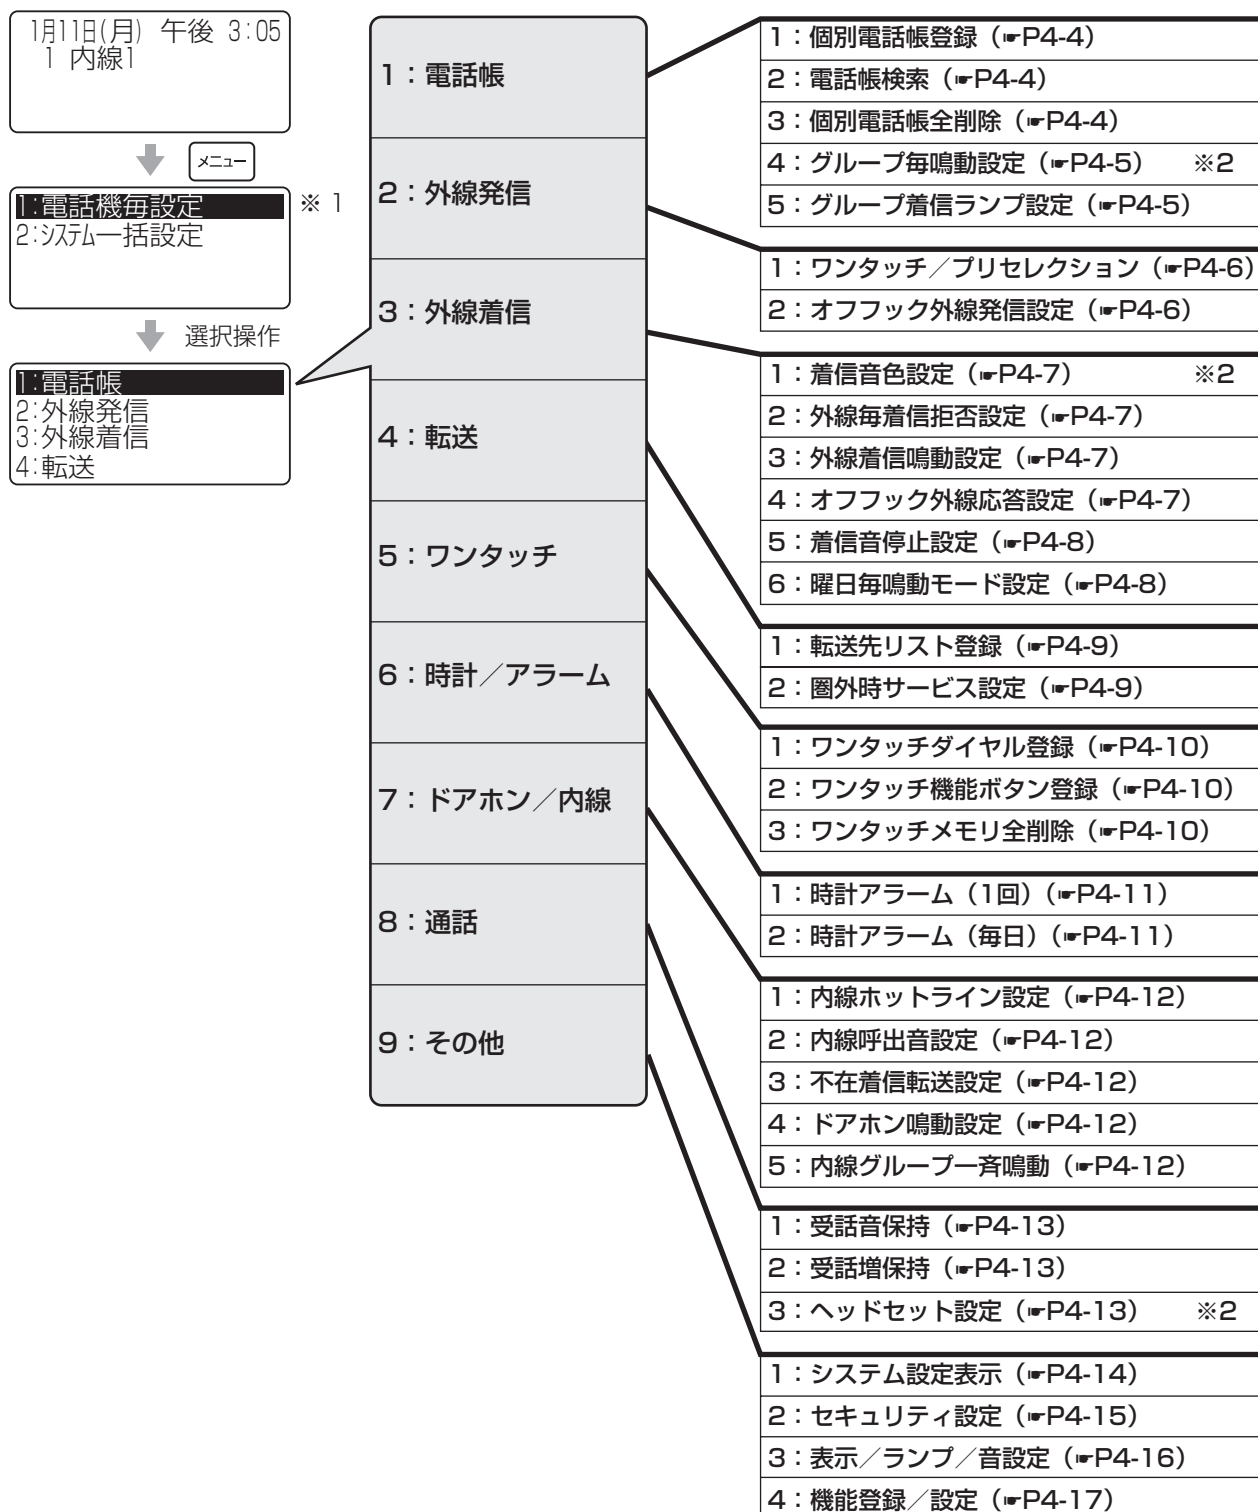 1月11日(月) 午後 3:05
1 内線1
メニュー
1:電話機毎設定
※1
2:ｼｽﾃﾑ一括設定
選択操作
1:電話帳
2:外線発信
3:外線着信
4:転送
1：電話帳
2：外線発信
3：外線着信
4：転送
5：ワンタッチ
6：時計／アラーム
7：ドアホン／内線
8：通話
9：その他
1：個別電話帳登録（☛P4-4）
2：電話帳検索（☛P4-4）
3：個別電話帳全削除（☛P4-4）
4：グループ毎鳴動設定（☛P4-5） ※2
5：グループ着信ランプ設定（☛P4-5）
1：ワンタッチ／プリセレクション（☛P4-6）
2：オフフック外線発信設定（☛P4-6）
1：着信音色設定（☛P4-7） ※2
2：外線毎着信拒否設定（☛P4-7）
3：外線着信鳴動設定（☛P4-7）
4：オフフック外線応答設定（☛P4-7）
5：着信音停止設定（☛P4-8）
6：曜日毎鳴動モード設定（☛P4-8）
1：転送先リスト登録（☛P4-9）
2：圏外時サービス設定（☛P4-9）
1：ワンタッチダイヤル登録（☛P4-10）
2：ワンタッチ機能ボタン登録（☛P4-10）
3：ワンタッチメモリ全削除（☛P4-10）
1：時計アラーム（1回）（☛P4-11）
2：時計アラーム（毎日）（☛P4-11）
1：内線ホットライン設定（☛P4-12）
2：内線呼出音設定（☛P4-12）
3：不在着信転送設定（☛P4-12）
4：ドアホン鳴動設定（☛P4-12）
5：内線グループ一斉鳴動（☛P4-12）
1：受話音保持（☛P4-13）
2：受話増保持（☛P4-13）
3：ヘッドセット設定（☛P4-13） ※2
1：システム設定表示（☛P4-14）
2：セキュリティ設定（☛P4-15）
3：表示／ランプ／音設定（☛P4-16）
4：機能登録／設定（☛P4-17）